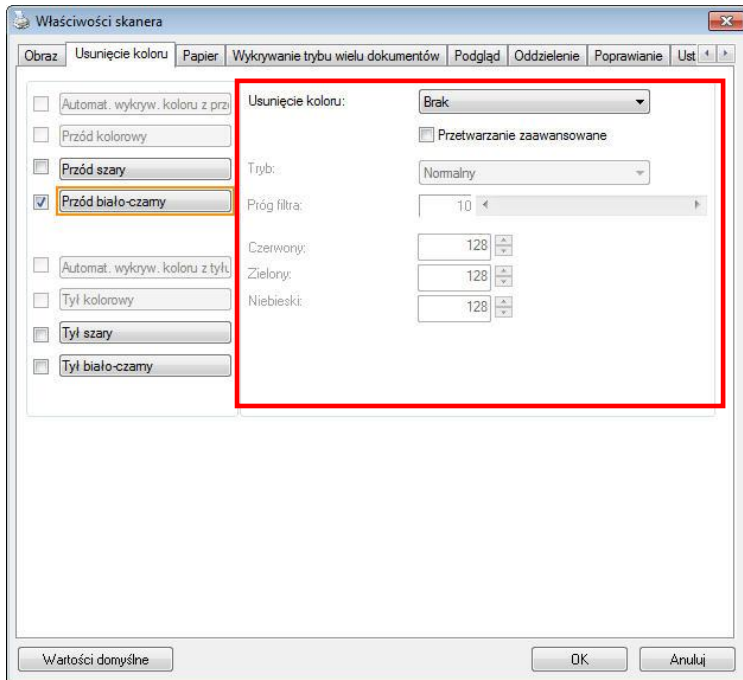 Właściwości skanera
Obraz Usunięcie koloru Papier Wykrywanie trybu wielu dokumentów Podgląd Oddzielenie Poprawianie Ust
Automat. wykryw. koloru z prz
Przód kolorowy
Przód szary
Przód biało-czarny
Automat. wykryw. koloru z tyłu
Tył kolorowy
Tył szary
Tył biało-czarny
Usunięcie koloru: Brak
Przetwarzanie zaawansowane
Tryb: Normalny
Próg filtra: 10
Czerwony: 128
Zielony: 128
Niebieski: 128
Wartości domyślne OK Anuluj